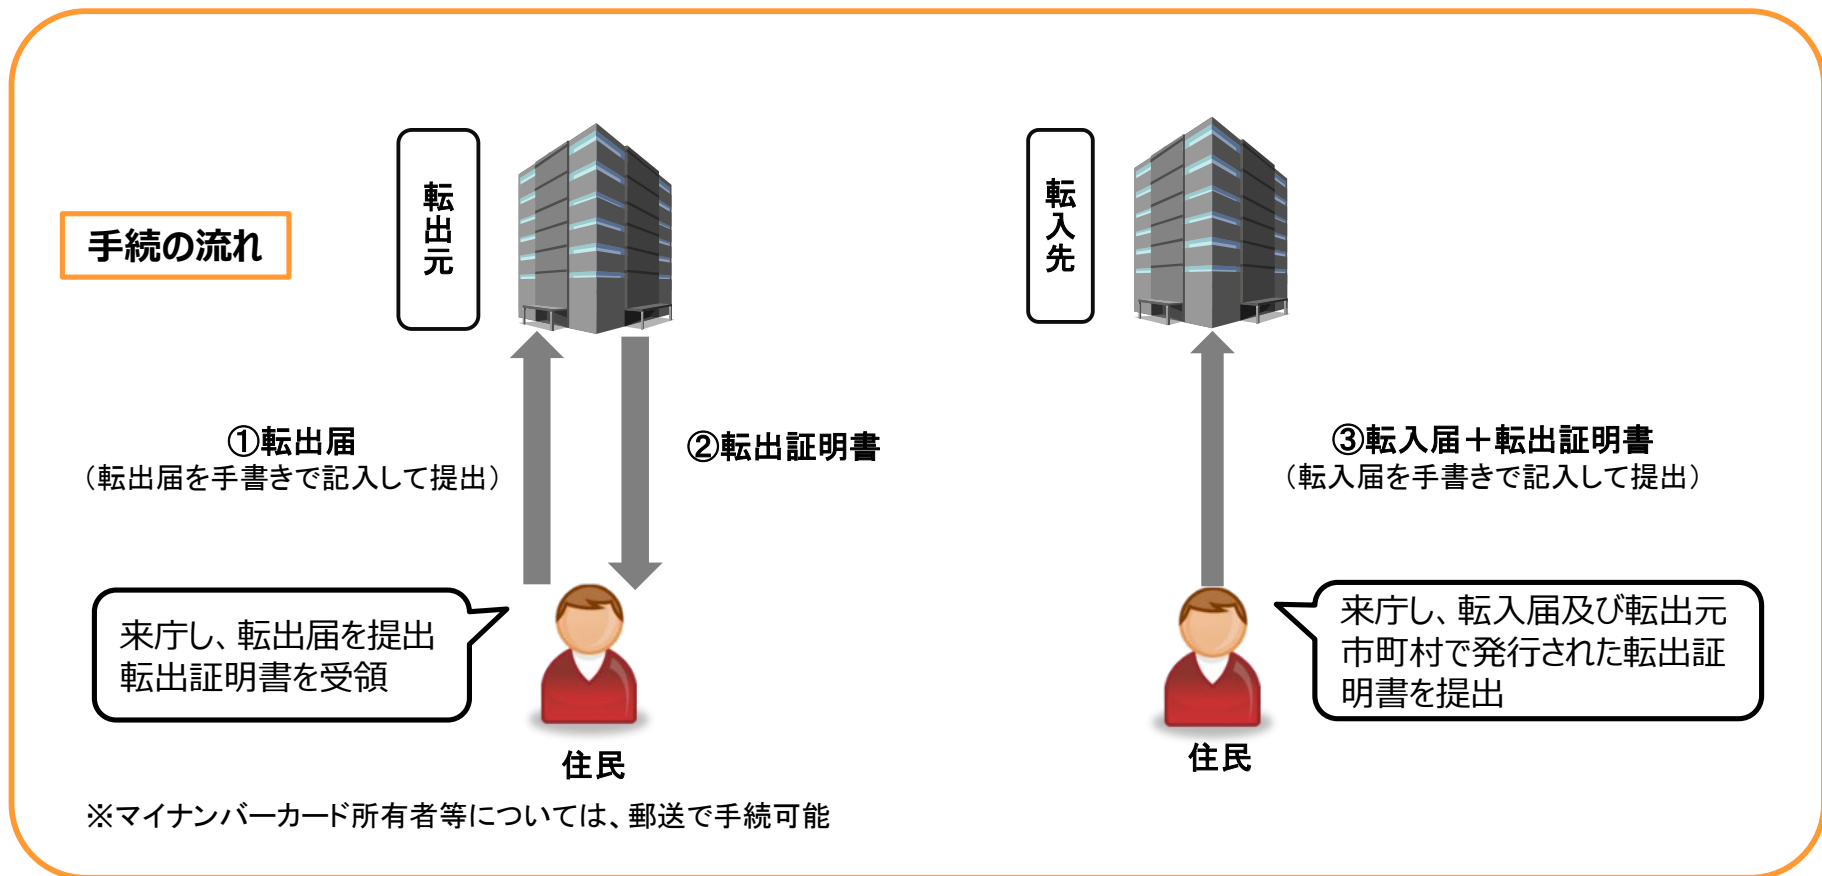 手続の流れ
転出元
転入先
①転出届
（転出届を手書きで記入して提出）
②転出証明書
③転入届＋転出証明書
（転入届を手書きで記入して提出）
来庁し、転出届を提出
転出証明書を受領
来庁し、転入届及び転出元
市町村で発行された転出証
明書を提出
住民
住民
※マイナンバーカード所有者等については、郵送で手続可能